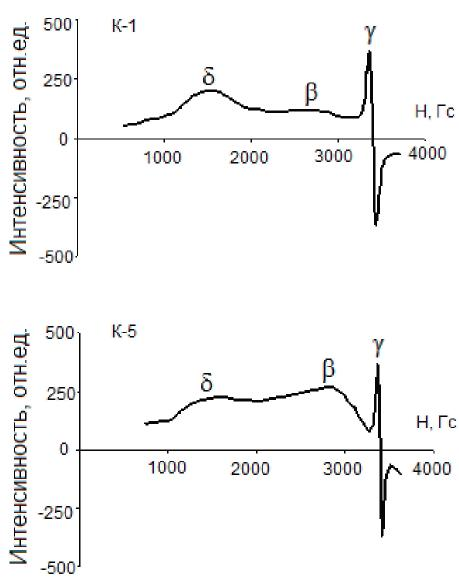 К-1
Интенсивность, отн.ед.
500
250
0
-250
-500
δ
β
γ
H, Гс
1000
2000
3000
4000
К-5
Интенсивность, отн.ед.
500
250
0
-250
-500
δ
β
γ
H, Гс
1000
2000
3000
4000